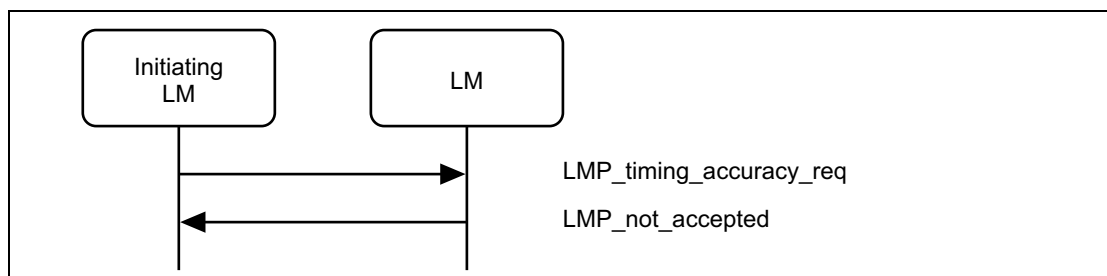 Initiating
LM
LM
LMP_timing_accuracy_req
LMP_not_accepted